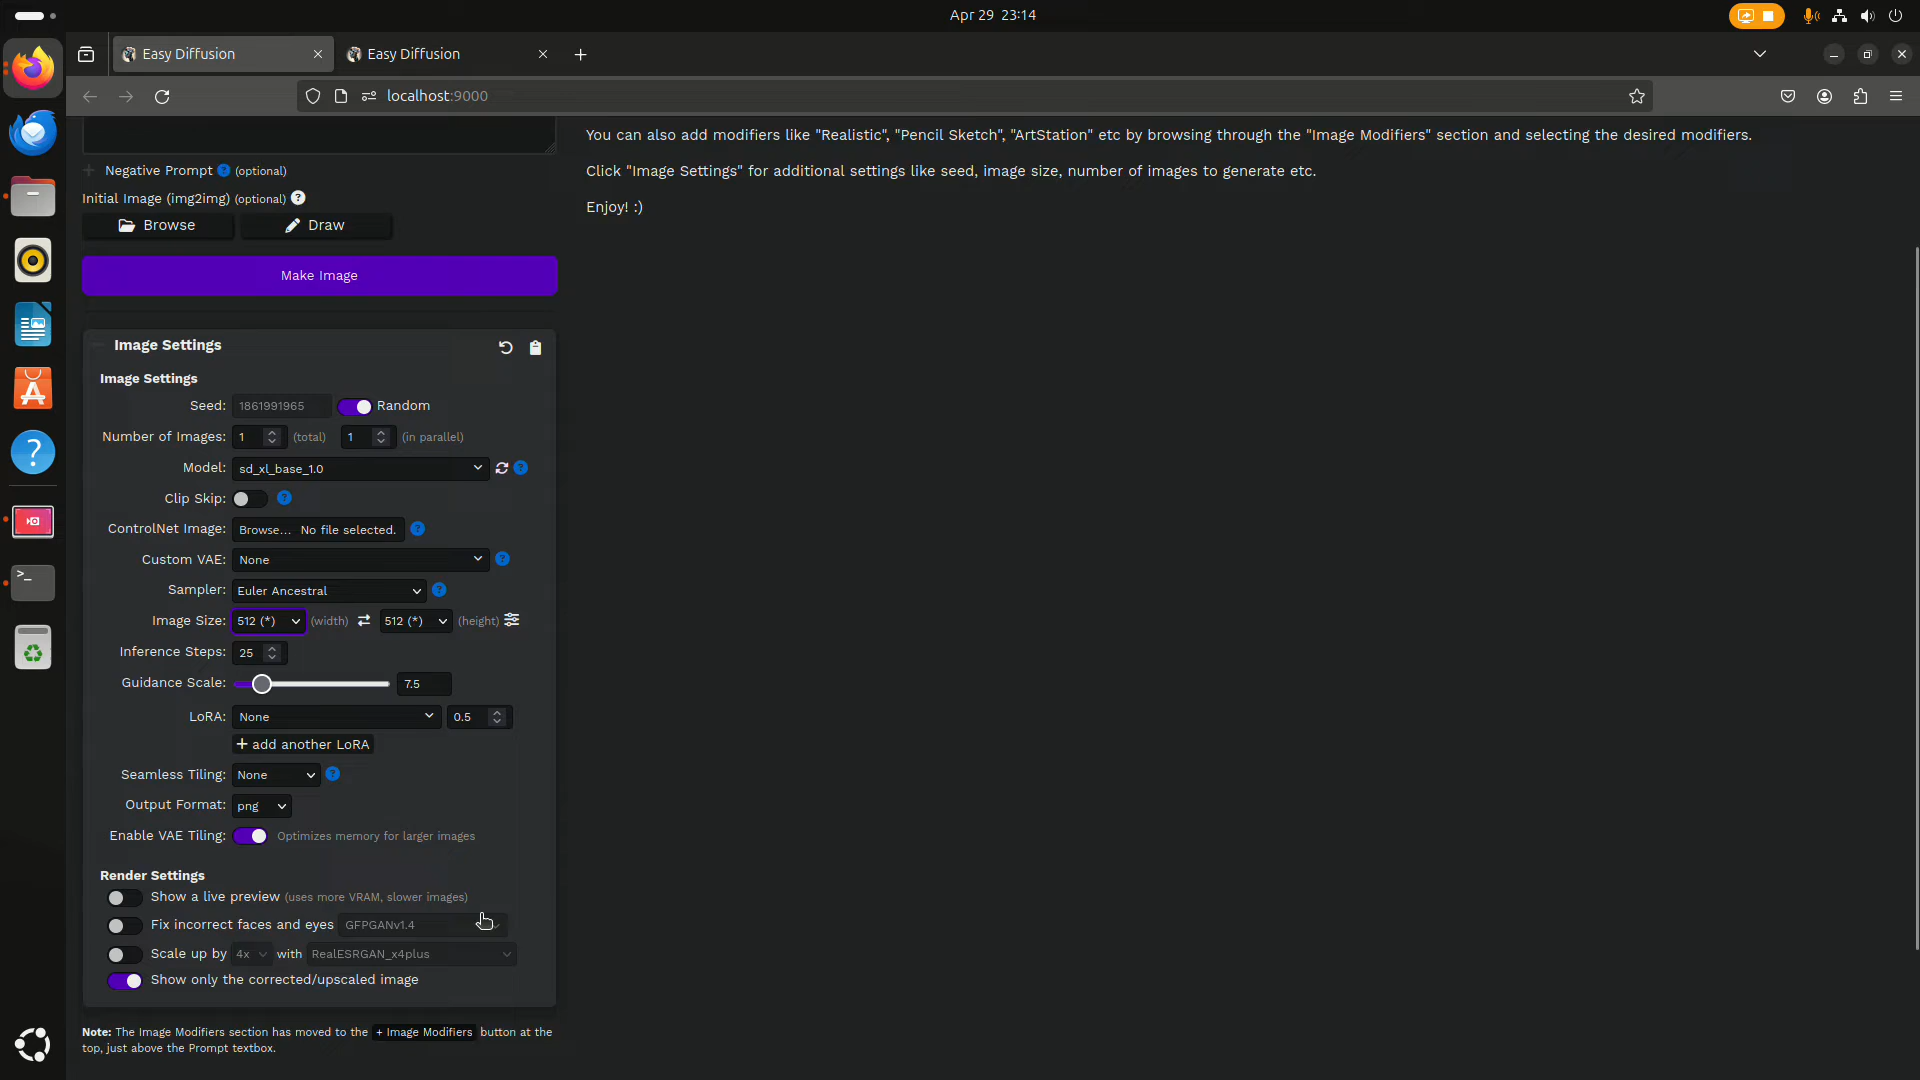 Apr 29 23:14
Easy Diffusion
Easy Diffusion
localhost:9000
You can also add modifiers like "Realistic", "Pencil Sketch", "ArtStation" etc by browsing through the "Image Modifiers" section and selecting the desired modifiers.
Click "Image Settings" for additional settings like seed, image size, number of images to generate etc.
Enjoy! :)
Negative Prompt ? (optional)
Initial Image (img2img) (optional) ?
Browse
Draw
Make Image
Image Settings
Image Settings
Seed: 1861991965 Random
Number of Images: 1 (total) 1 (in parallel)
Model: sd_xl_base_1.0 ?
Clip Skip: ?
ControlNet Image: Browse... No file selected. ?
Custom VAE: None ?
Sampler: Euler Ancestral ?
Image Size: 512 (*) (width) 512 (*) (height)
Inference Steps: 25
Guidance Scale: 7.5
LoRA: None 0.5
+ add another LoRA
Seamless Tiling: None ?
Output Format: png
Enable VAE Tiling: Optimizes memory for larger images
Render Settings
Show a live preview (uses more VRAM, slower images)
Fix incorrect faces and eyes GFPGANv1.4
Scale up by 4x with RealESRGAN_x4plus
Show only the corrected/upscaled image
Note: The Image Modifiers section has moved to the + Image Modifiers button at the
top, just above the Prompt textbox.